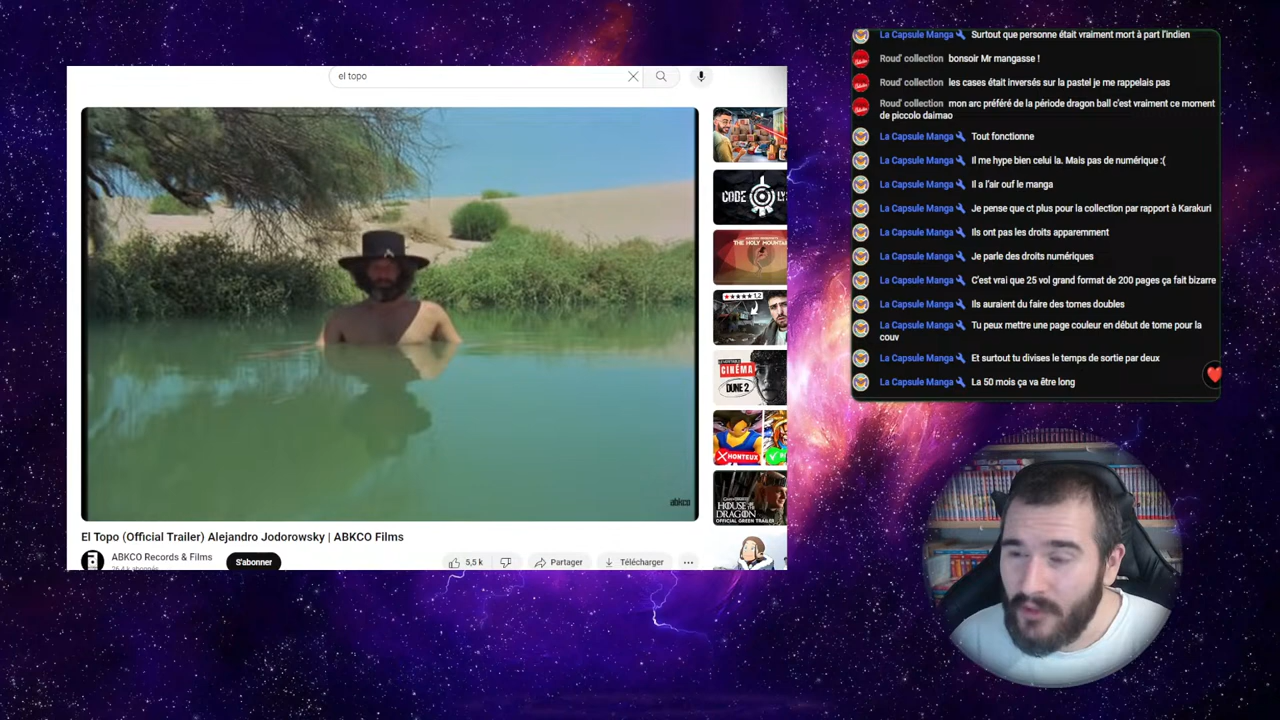 el topo
CODE LY
THE HOLY MOUNTAIN
1,2
CINÉMA
DUNE 2
HONTEUX
HOUSE OF THE
DRAGON
OFFICIAL GREEN TRAILER
abkco
El Topo (Official Trailer) Alejandro Jodorowsky | ABKCO Films
ABKCO Records & Films
S'abonner
5,5 k
Partager
Télécharger
La Capsule Manga Surtout que personne était vraiment mort à part l'indien
Roud' collection bonsoir Mr mangasse !
Roud' collection les cases était inversés sur la pastel je me rappelais pas
Roud' collection mon arc préféré de la période dragon ball c'est vraiment ce moment
de piccolo daimao
La Capsule Manga Tout fonctionne
La Capsule Manga Il me hype bien celui la. Mais pas de numérique :(
La Capsule Manga Il a l'air ouf le manga
La Capsule Manga Je pense que ct plus pour la collection par rapport à Karakuri
La Capsule Manga Ils ont pas les droits apparemment
La Capsule Manga Je parle des droits numériques
La Capsule Manga C'est vrai que 25 vol grand format de 200 pages ça fait bizarre
La Capsule Manga Ils auraient du faire des tomes doubles
La Capsule Manga Tu peux mettre une page couleur en début de tome pour la
couv
La Capsule Manga Et surtout tu divises le temps de sortie par deux
La Capsule Manga La 50 mois ça va être long